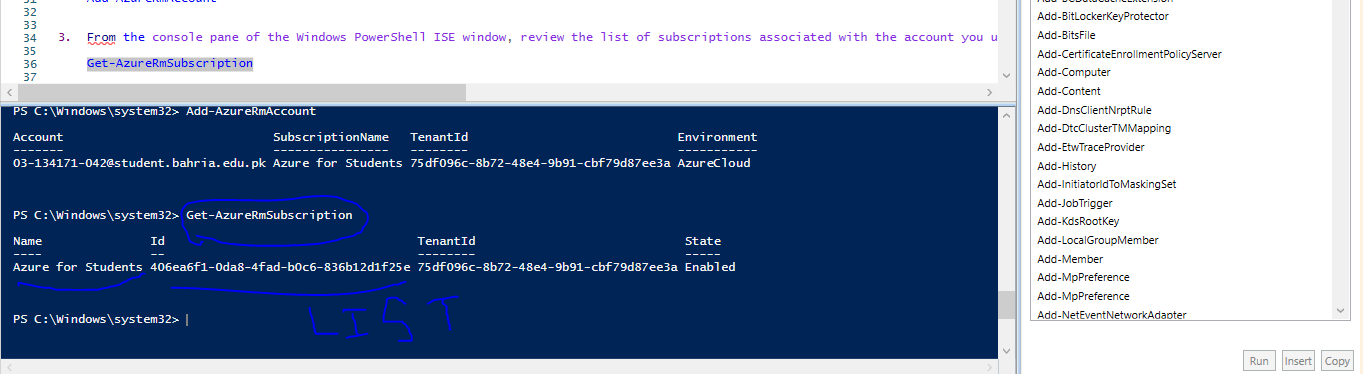 31 Add-AzureRmAccount
32
33
34 3. From the console pane of the Windows PowerShell ISE window, review the list of subscriptions associated with the account you u
35
36 Get-AzureRmSubscription
37
PS C:\Windows\system32> Add-AzureRmAccount
Account SubscriptionName TenantId Environment
------- ---------------- -------- -----------
03-134171-042@student.bahria.edu.pk Azure for Students 75df096c-8b72-48e4-9b91-cbf79d87ee3a AzureCloud
PS C:\Windows\system32> Get-AzureRmSubscription
Name Id TenantId State
---- -- -------- -----
Azure for Students 406ea6f1-0da8-4fad-b0c6-836b12d1f25e 75df096c-8b72-48e4-9b91-cbf79d87ee3a Enabled
LIST
PS C:\Windows\system32>
Add-BCDataCacheExtension
Add-BitLockerKeyProtector
Add-BitsFile
Add-CertificateEnrollmentPolicyServer
Add-Computer
Add-Content
Add-DnsClientNrptRule
Add-DtcClusterTMMapping
Add-EtwTraceProvider
Add-History
Add-InitiatorIdToMaskingSet
Add-JobTrigger
Add-KdsRootKey
Add-LocalGroupMember
Add-Member
Add-MpPreference
Add-MpPreference
Add-NetEventNetworkAdapter
Run Insert Copy